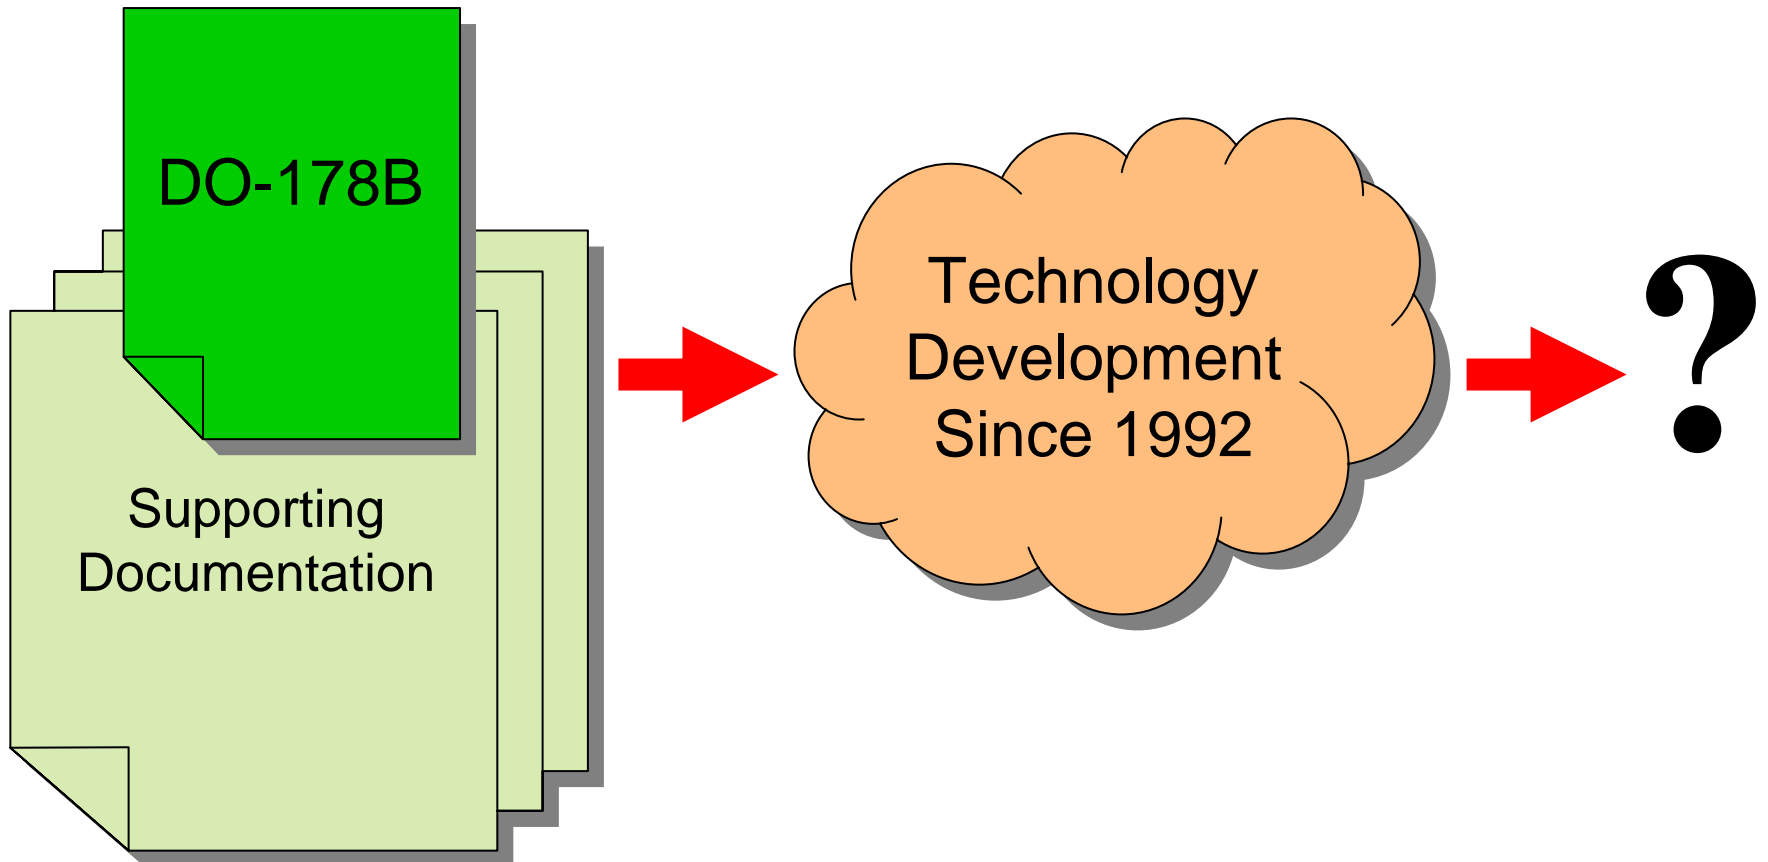 DO-178B
Supporting
Documentation
Technology
Development
Since 1992
?